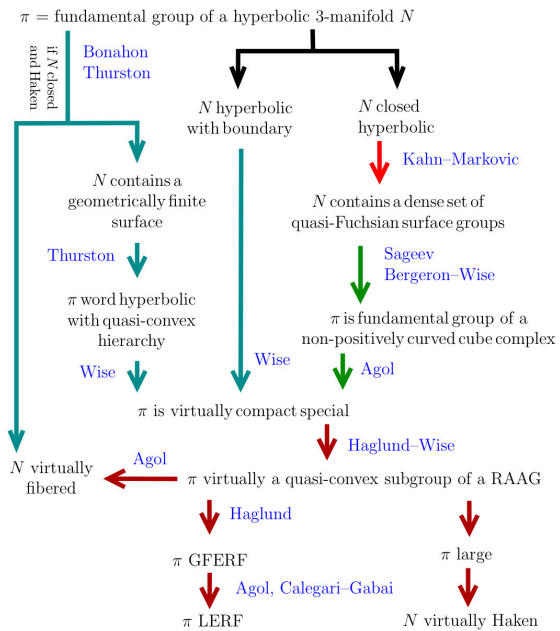 π = fundamental group of a hyperbolic 3-manifold N
if N closed
and Haken
Bonahon
Thurston
N hyperbolic
with boundary
N closed
hyperbolic
Kahn–Markovic
N contains a
geometrically finite
surface
N contains a dense set of
quasi-Fuchsian surface groups
Thurston
Sageev
Bergeron–Wise
π word hyperbolic
with quasi-convex
hierarchy
π is fundamental group of a
non-positively curved cube complex
Wise
Wise
Agol
π is virtually compact special
Haglund–Wise
N virtually
fibered
Agol
π virtually a quasi-convex subgroup of a RAAG
Haglund
π GFERF
π large
Agol, Calegari–Gabai
π LERF
N virtually Haken